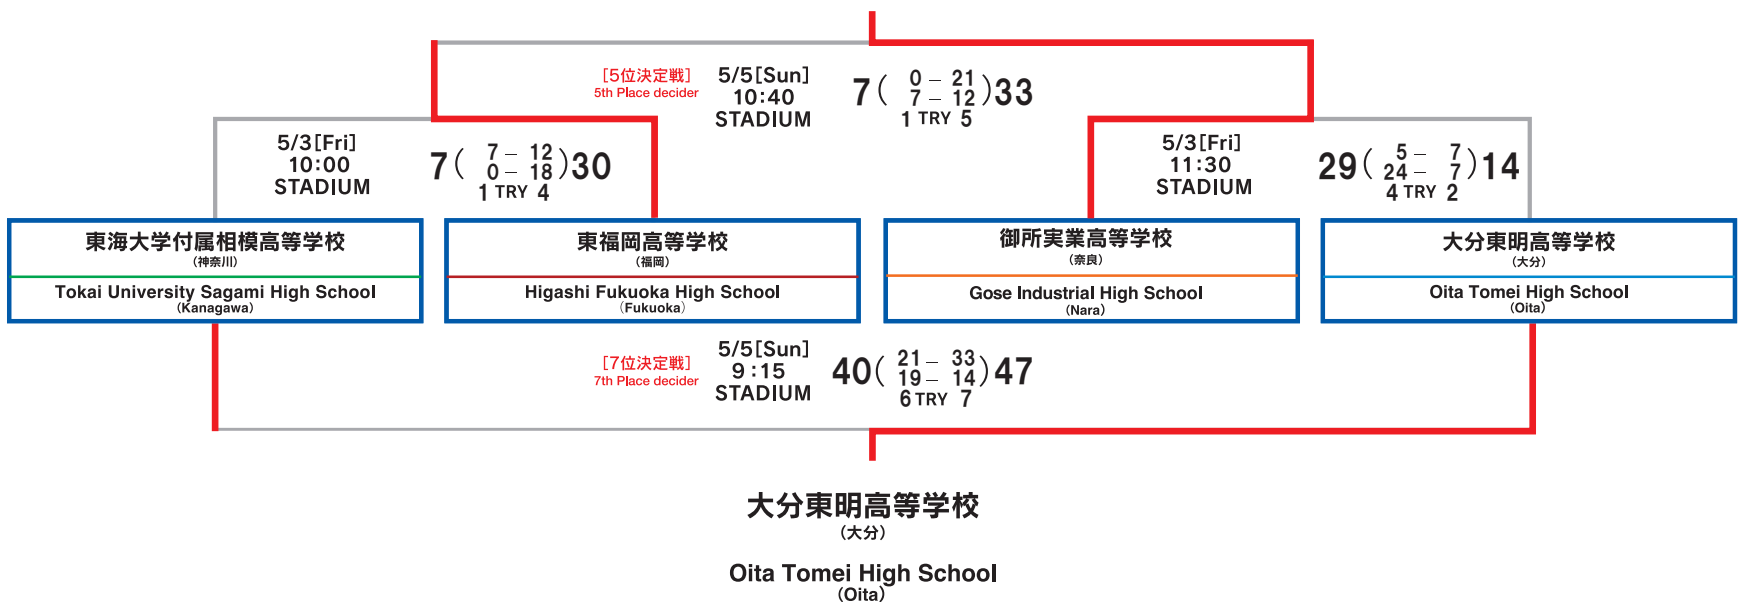 [5位決定戦]
5th Place decider
5/5[Sun]
10:40
STADIUM
7( 0 – 21 )33
7 – 12
1 TRY 5
5/3[Fri]
10:00
STADIUM
7( 7 – 12 )30
0 – 18
1 TRY 4
5/3[Fri]
11:30
STADIUM
29( 5 – 7 )14
24 – 7
4 TRY 2
東海大学付属相模高等学校
(神奈川)
Tokai University Sagami High School
(Kanagawa)
東福岡高等学校
(福岡)
Higashi Fukuoka High School
(Fukuoka)
御所実業高等学校
(奈良)
Gose Industrial High School
(Nara)
大分東明高等学校
(大分)
Oita Tomei High School
(Oita)
[7位決定戦]
7th Place decider
5/5[Sun]
9:15
STADIUM
40( 21 – 33 )47
19 – 14
6 TRY 7
大分東明高等学校
(大分)
Oita Tomei High School
(Oita)